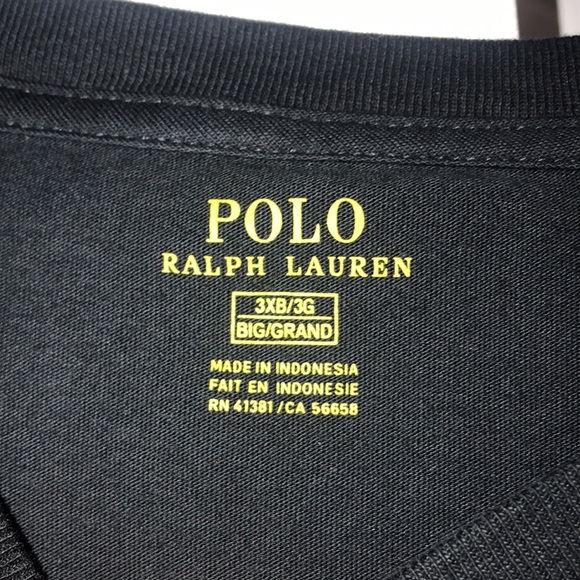 POLO
RALPH LAUREN
3XB/3G
BIG/GRAND
MADE IN INDONESIA
FAIT EN INDONESIE
RN 41381 / CA 56658